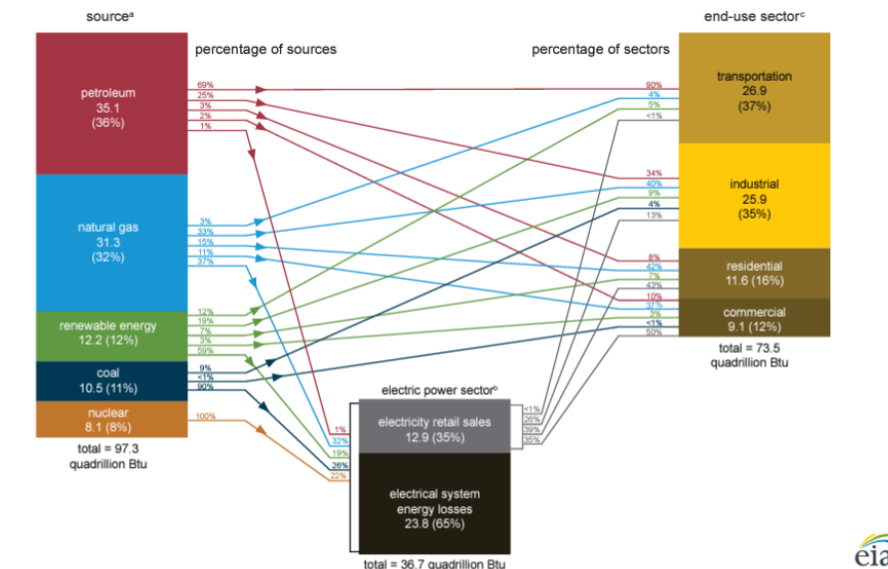 sourceᵃ
end-use sectorᶜ
percentage of sources
percentage of sectors
petroleum
35.1
(36%)
69%
25%
3%
2%
1%
natural gas
31.3
(32%)
3%
33%
15%
11%
37%
renewable energy
12.2 (12%)
12%
19%
7%
3%
59%
coal
10.5 (11%)
9%
<1%
90%
nuclear
8.1 (8%)
100%
total = 97.3
quadrillion Btu
electric power sectorᵇ
1%
32%
19%
26%
22%
electricity retail sales
12.9 (35%)
electrical system
energy losses
23.8 (65%)
total = 36.7 quadrillion Btu
<1%
26%
39%
35%
90%
4%
5%
<1%
transportation
26.9
(37%)
34%
40%
9%
4%
13%
industrial
25.9
(35%)
8%
42%
7%
43%
residential
11.6 (16%)
10%
37%
3%
<1%
50%
commercial
9.1 (12%)
total = 73.5
quadrillion Btu
eia